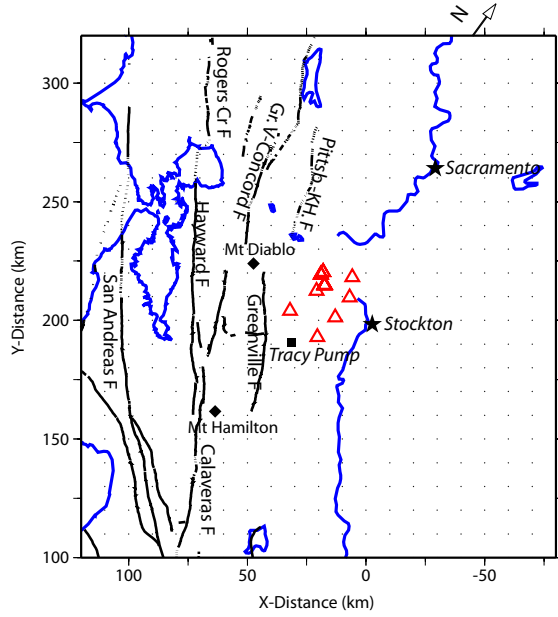 N
Y-Distance (km)
300
250
200
150
100
Rogers Cr F
Gr. V-Concord F
Pittsb.-KH. F
Sacramento
Hayward F
Mt Diablo
San Andreas F
Greenville F
Stockton
Tracy Pump
Mt Hamilton
Calaveras F
100
50
0
-50
X-Distance (km)